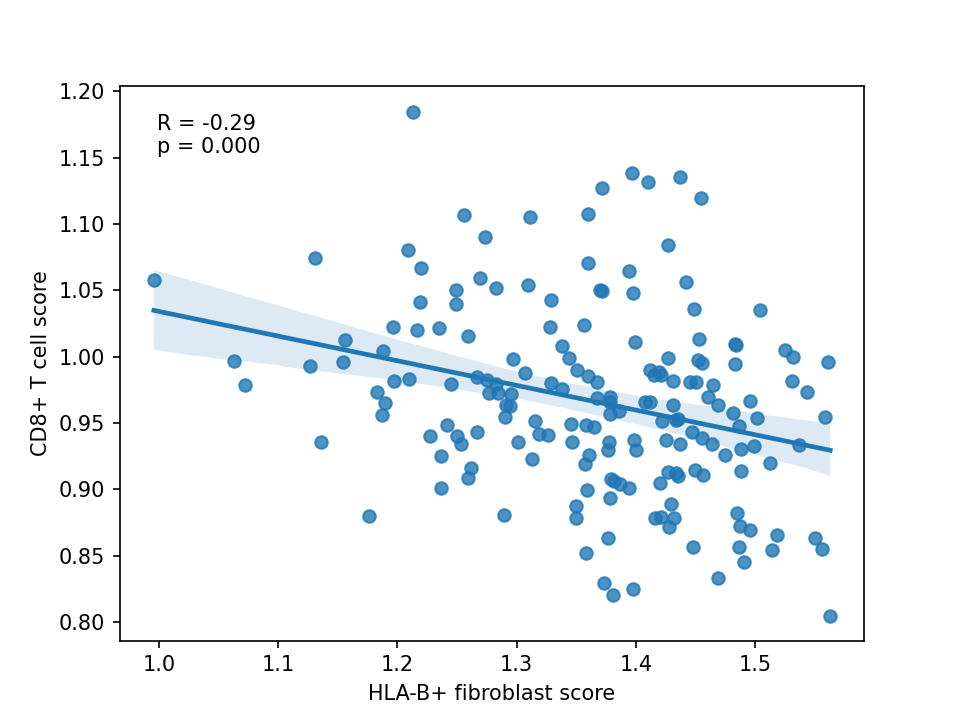 R = -0.29
p = 0.000
1.20
1.15
1.10
1.05
1.00
0.95
0.90
0.85
0.80
CD8+ T cell score
1.0 1.1 1.2 1.3 1.4 1.5
HLA-B+ fibroblast score